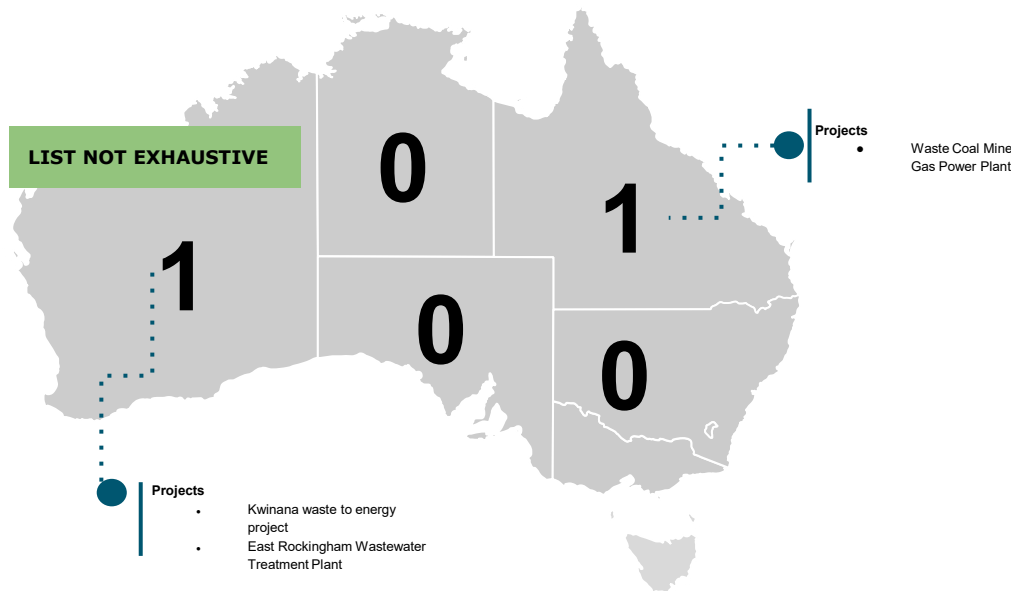 LIST NOT EXHAUSTIVE
0
1
1
0
0
Projects
• Waste Coal Mine
Gas Power Plant
Projects
• Kwinana waste to energy
project
• East Rockingham Wastewater
Treatment Plant